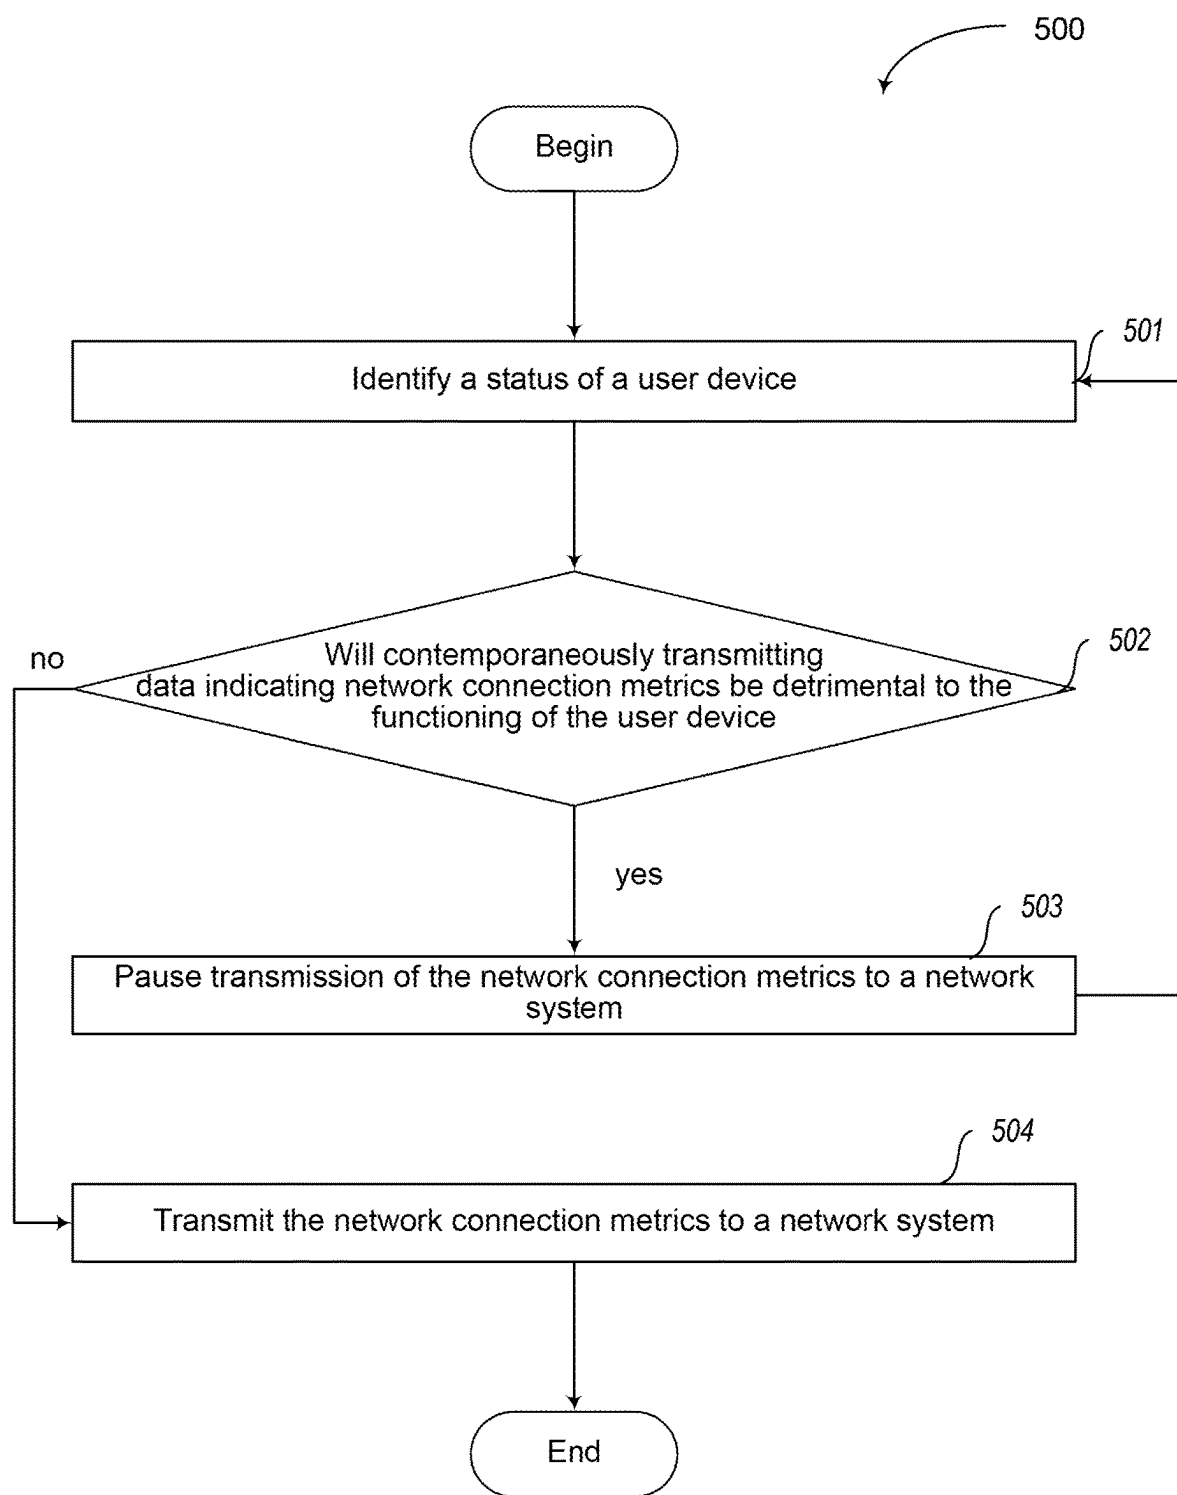 500
Begin
501
Identify a status of a user device
502
no
Will contemporaneously transmitting
data indicating network connection metrics be detrimental to the
functioning of the user device
yes
503
Pause transmission of the network connection metrics to a network
system
504
Transmit the network connection metrics to a network system
End